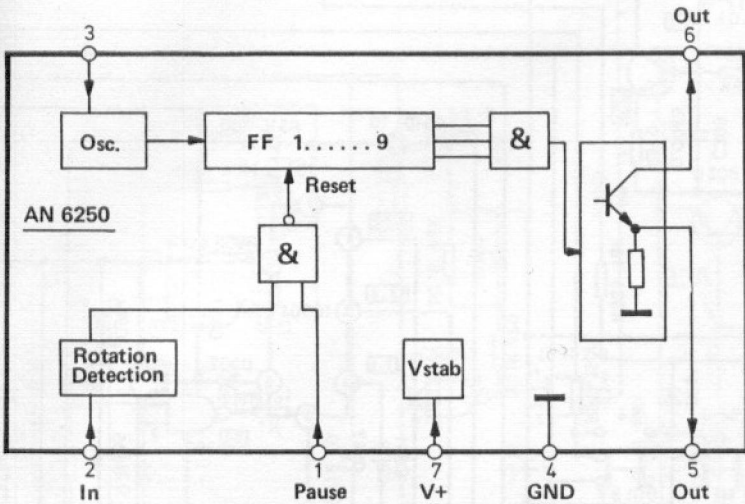 Out
3
6
Osc.
FF 1......9
&
Reset
AN 6250
&
Rotation
Detection
Vstab
2
1
7
4
5
In
Pause
V+
GND
Out